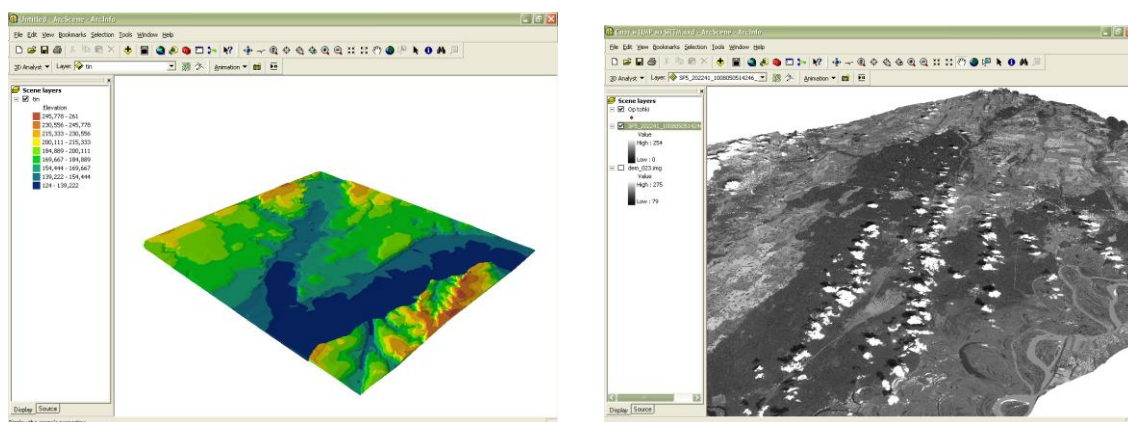 Untitled - ArcScene - ArcInfo
File Edit View Bookmarks Selection Tools Window Help
3D Analyst Layer: tin Animation
Scene layers
tin
Elevation
245,778 - 261
230,556 - 245,778
215,333 - 230,556
200,111 - 215,333
184,889 - 200,111
169,667 - 184,889
154,444 - 169,667
139,222 - 154,444
124 - 139,222
Display Source
ArcScene - ArcInfo
File Edit View Bookmarks Selection Tools Window Help
3D Analyst Layer: Animation
Scene layers
Value
High : 254
Low : 0
dem_023.img
Value
High : 275
Low : 79
Display Source